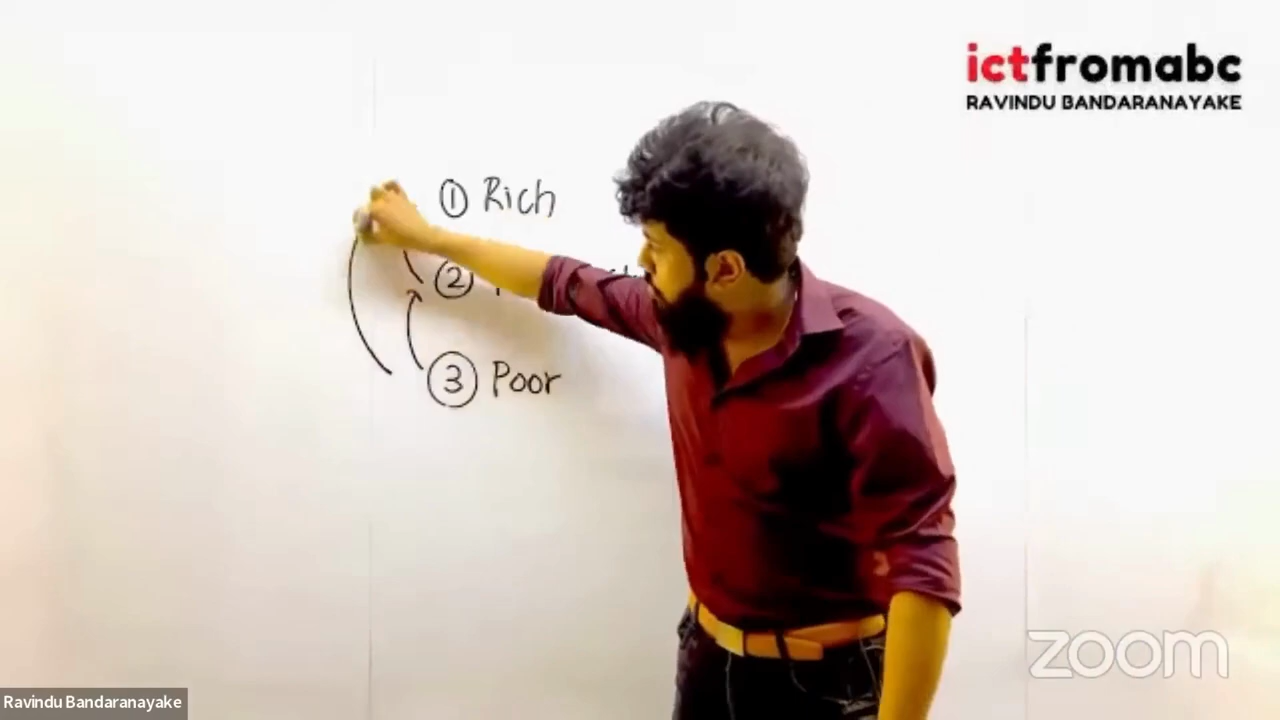 ictfromabc
RAVINDU BANDARANAYAKE
① Rich
②
③ Poor
zoom
Ravindu Bandaranayake